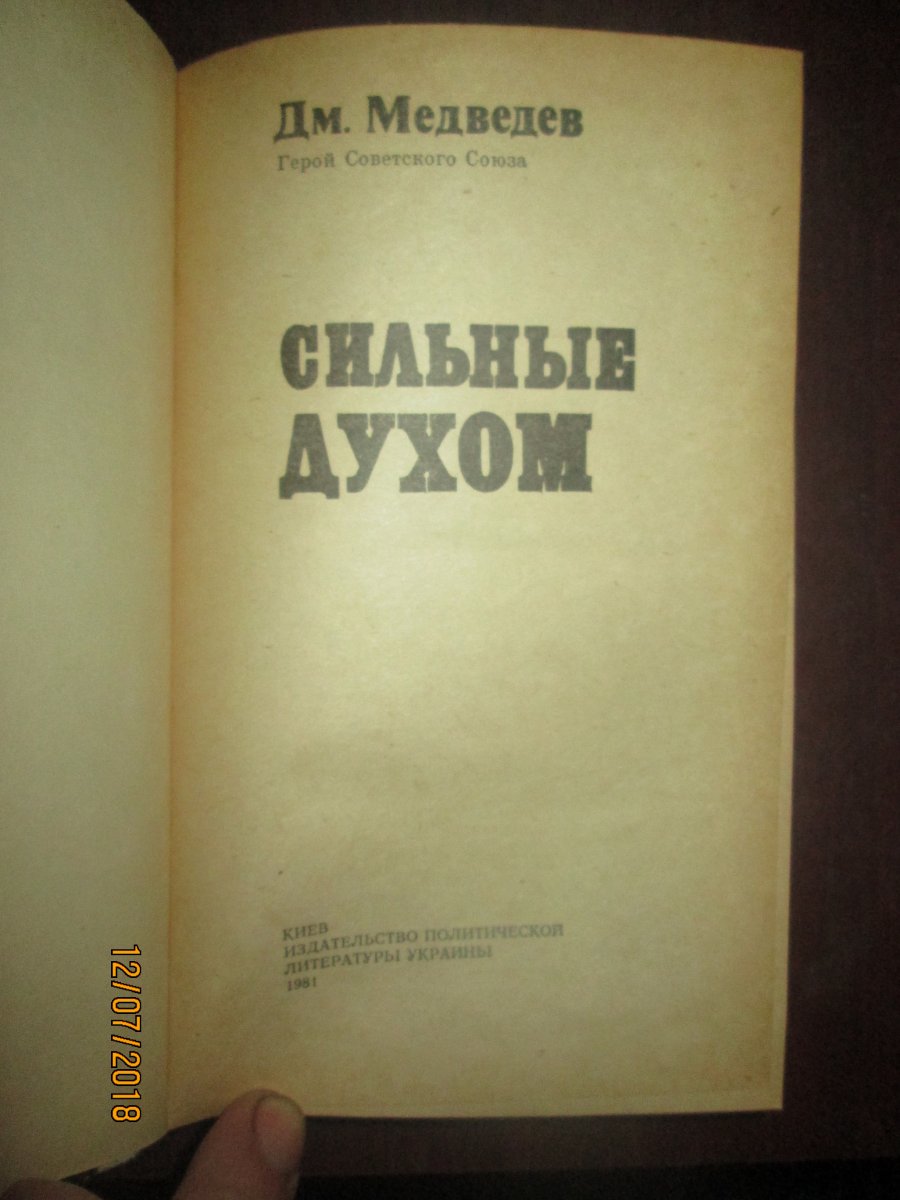 Дм. Медведев
Герой Советского Союза
СИЛЬНЫЕ
ДУХОМ
КИЕВ
ИЗДАТЕЛЬСТВО ПОЛИТИЧЕСКОЙ
ЛИТЕРАТУРЫ УКРАИНЫ
1981
12/07/2018